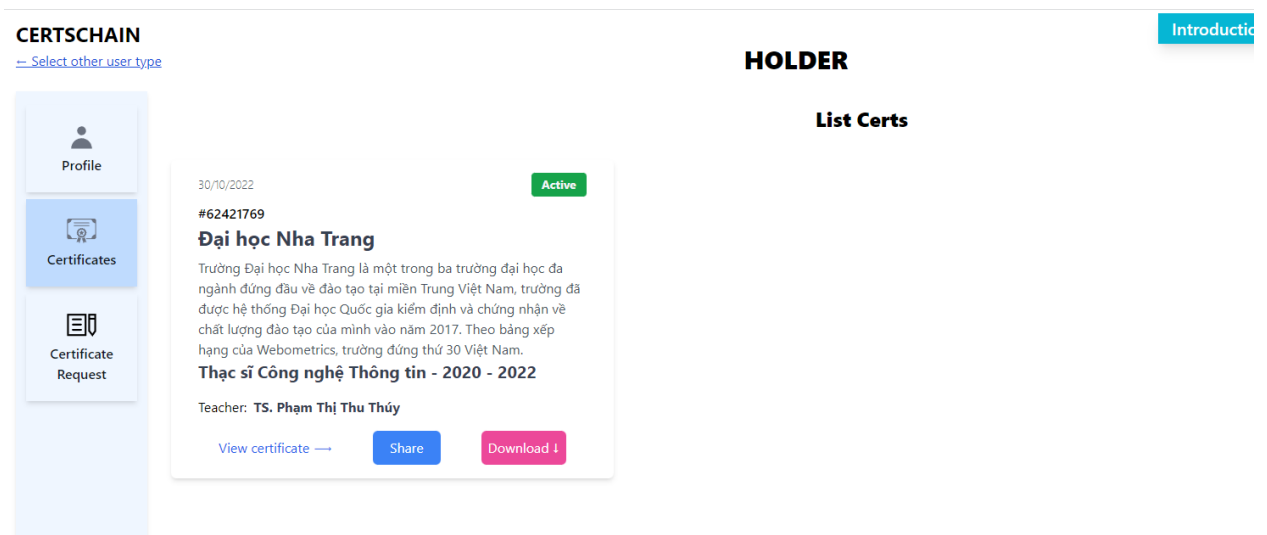 CERTSCHAIN
← Select other user type
Introductio
HOLDER
List Certs
Profile
Certificates
Certificate
Request
30/10/2022
Active
#62421769
Đại học Nha Trang
Trường Đại học Nha Trang là một trong ba trường đại học đa
ngành đứng đầu về đào tạo tại miền Trung Việt Nam, trường đã
được hệ thống Đại học Quốc gia kiểm định và chứng nhận về
chất lượng đào tạo của mình vào năm 2017. Theo bảng xếp
hạng của Webometrics, trường đứng thứ 30 Việt Nam.
Thạc sĩ Công nghệ Thông tin - 2020 - 2022
Teacher: TS. Phạm Thị Thu Thúy
View certificate ⟶
Share
Download ↓